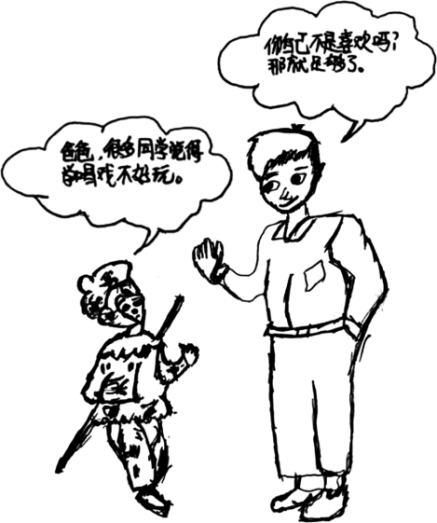 爸爸，很多同学觉得
学唱戏不好玩。
你自己不是喜欢吗？
那就足够了。